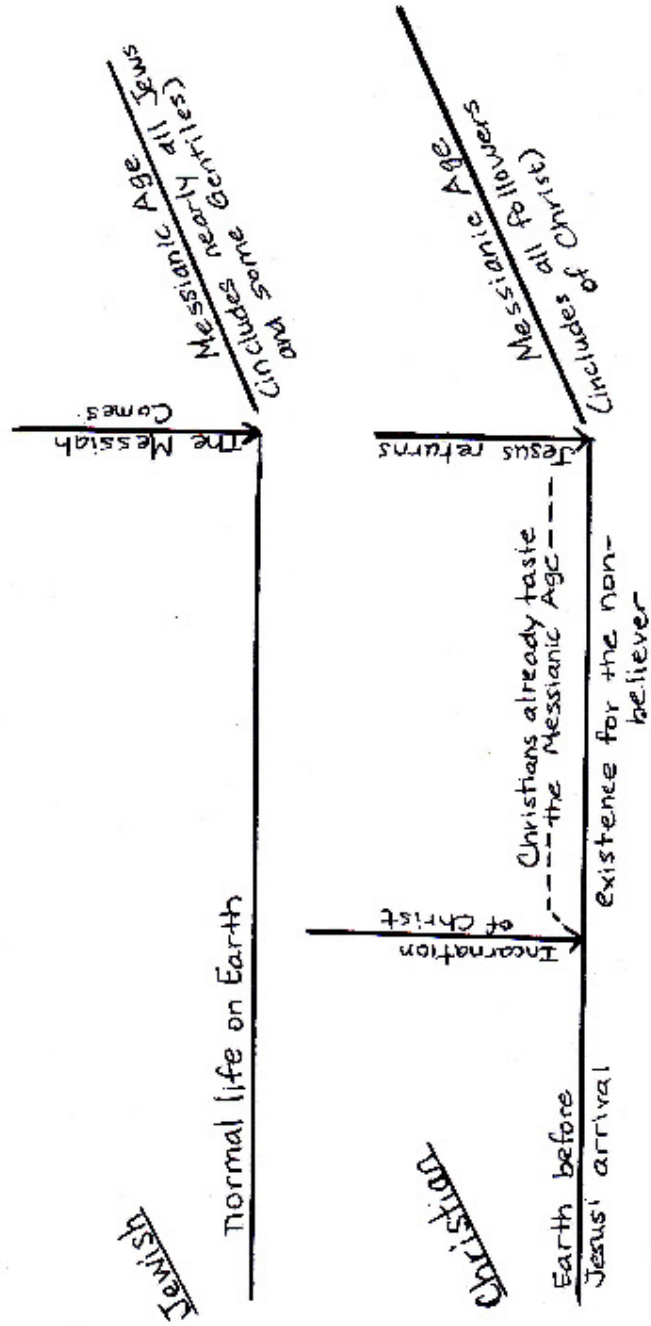 Jewish
normal life on Earth
The Messiah
Comes
Messianic Age
(includes nearly all Jews
and some Gentiles)
Christian
Earth before
Jesus' arrival
Incarnation
of Christ
Christians already taste
the Messianic Age
existence for the non-
believer
Jesus returns
Messianic Age
(includes all followers
of Christ)